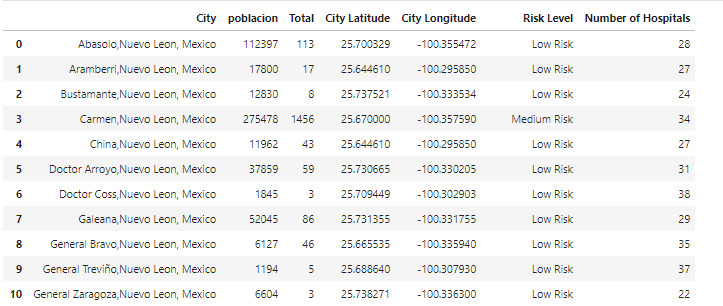 City poblacion Total City Latitude City Longitude Risk Level Number of Hospitals
0 Abasolo,Nuevo Leon, Mexico 112397 113 25.700329 -100.355472 Low Risk 28
1 Aramberri,Nuevo Leon, Mexico 17800 17 25.644610 -100.295850 Low Risk 27
2 Bustamante,Nuevo Leon, Mexico 12830 8 25.737521 -100.333534 Low Risk 24
3 Carmen,Nuevo Leon, Mexico 275478 1456 25.670000 -100.357590 Medium Risk 34
4 China,Nuevo Leon, Mexico 11962 43 25.644610 -100.295850 Low Risk 27
5 Doctor Arroyo,Nuevo Leon, Mexico 37859 59 25.730665 -100.330205 Low Risk 31
6 Doctor Coss,Nuevo Leon, Mexico 1845 3 25.709449 -100.302903 Low Risk 38
7 Galeana,Nuevo Leon, Mexico 52045 86 25.731355 -100.331755 Low Risk 29
8 General Bravo,Nuevo Leon, Mexico 6127 46 25.665535 -100.335940 Low Risk 35
9 General Treviño,Nuevo Leon, Mexico 1194 5 25.688640 -100.307930 Low Risk 37
10 General Zaragoza,Nuevo Leon, Mexico 6604 3 25.738271 -100.336300 Low Risk 22